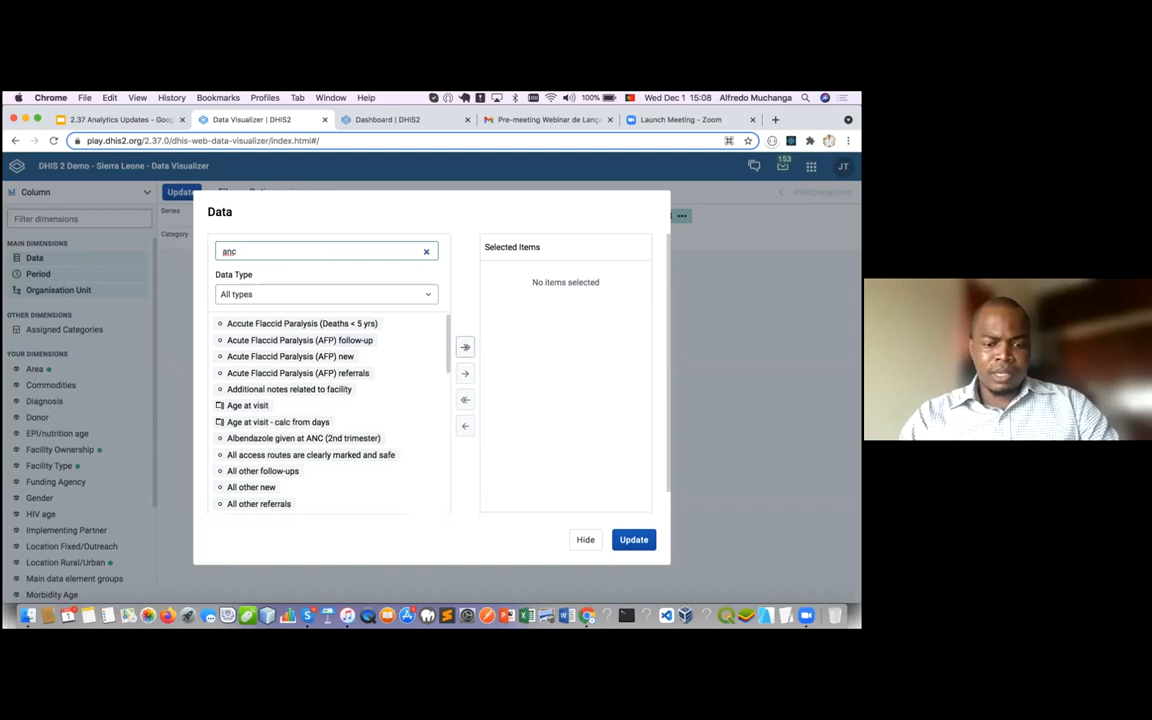 Chrome File Edit View History Bookmarks Profiles Tab Window Help 100% Wed Dec 1 15:08 Alfredo Muchanga
2.37 Analytics Updates - Goog Data Visualizer | DHIS2 Dashboard | DHIS2 Pre-meeting Webinar de Lanç Launch Meeting - Zoom
play.dhis2.org/2.37.0/dhis-web-data-visualizer/index.html#/
DHIS 2 Demo - Sierra Leone - Data Visualizer 153 JT
Column Update Interpretations
Filter dimensions Series
Category
MAIN DIMENSIONS
Data
Period
Organisation Unit
OTHER DIMENSIONS
Assigned Categories
YOUR DIMENSIONS
Area
Commodities
Diagnosis
Donor
EPI/nutrition age
Facility Ownership
Facility Type
Funding Agency
Gender
HIV age
Implementing Partner
Location Fixed/Outreach
Location Rural/Urban
Main data element groups
Morbidity Age
Data
anc
Data Type
All types
Accute Flaccid Paralysis (Deaths < 5 yrs)
Acute Flaccid Paralysis (AFP) follow-up
Acute Flaccid Paralysis (AFP) new
Acute Flaccid Paralysis (AFP) referrals
Additional notes related to facility
Age at visit
Age at visit - calc from days
Albendazole given at ANC (2nd trimester)
All access routes are clearly marked and safe
All other follow-ups
All other new
All other referrals
Selected Items
No items selected
Hide Update